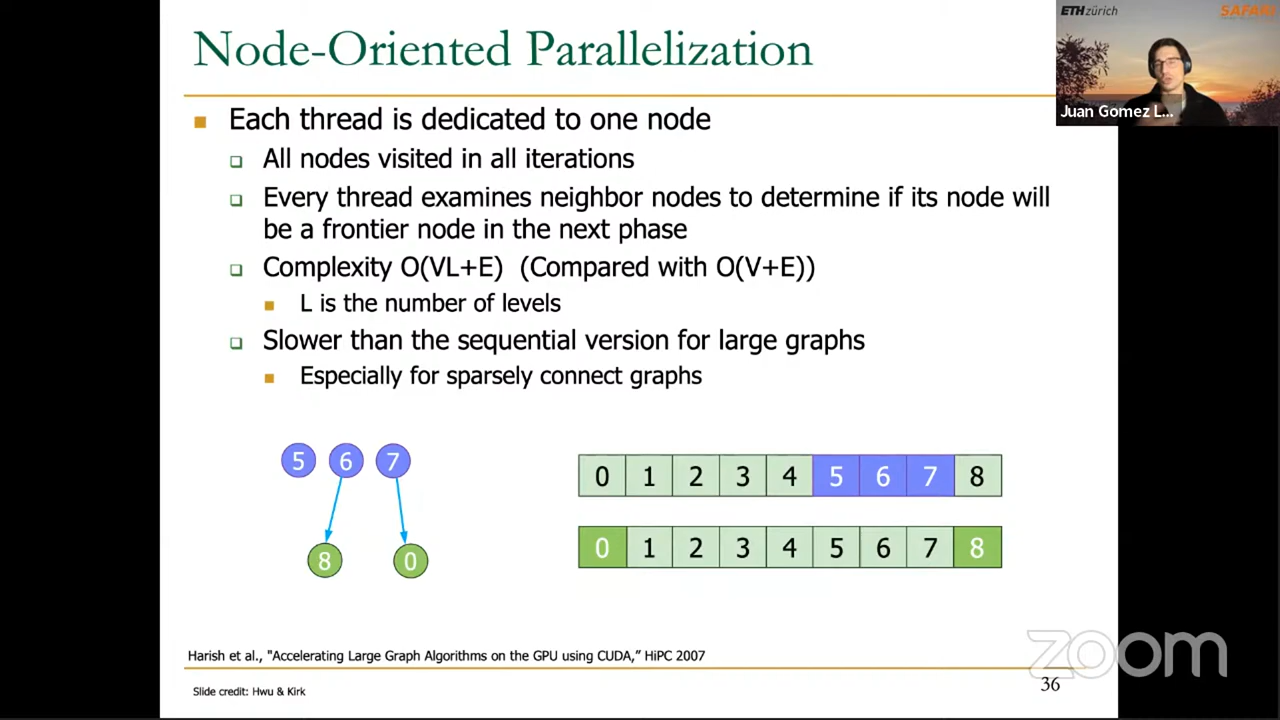 Node-Oriented Parallelization
ETH zürich
SAFARI
Juan Gomez L...
Each thread is dedicated to one node
All nodes visited in all iterations
Every thread examines neighbor nodes to determine if its node will
be a frontier node in the next phase
Complexity O(VL+E) (Compared with O(V+E))
L is the number of levels
Slower than the sequential version for large graphs
Especially for sparsely connect graphs
5 6 7
8 0
0 1 2 3 4 5 6 7 8
0 1 2 3 4 5 6 7 8
Harish et al., "Accelerating Large Graph Algorithms on the GPU using CUDA,” HiPC 2007
Slide credit: Hwu & Kirk
36
zoom